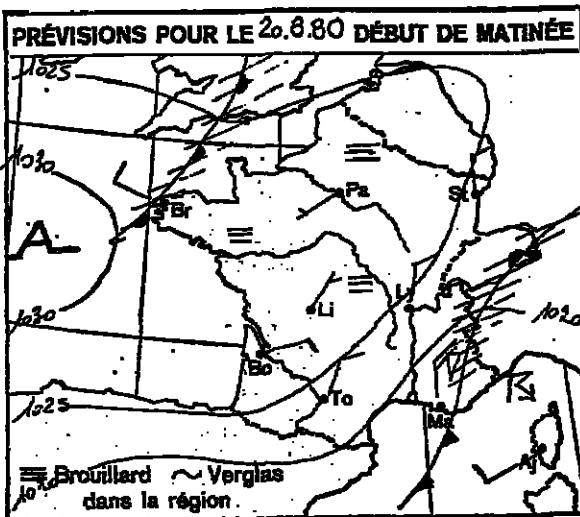 PRÉVISIONS POUR LE 20.8.80 DÉBUT DE MATINÉE
1025
1030
Br
Pa
St
A
Li
Ly
1030
1020
Bo
To
1025
Ma
Aj
Brouillard Verglas
dans la région